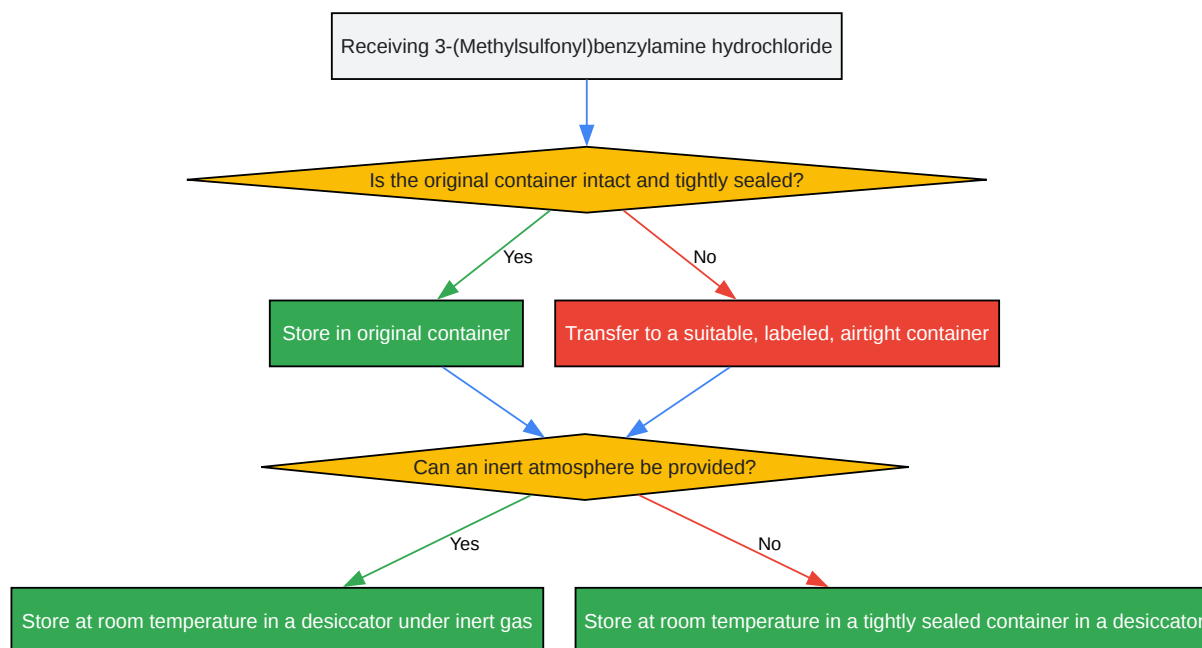 Receiving 3-(Methylsulfonyl)benzylamine hydrochloride
Is the original container intact and tightly sealed?
Yes
No
Store in original container
Transfer to a suitable, labeled, airtight container
Can an inert atmosphere be provided?
Yes
No
Store at room temperature in a desiccator under inert gas
Store at room temperature in a tightly sealed container in a desiccator